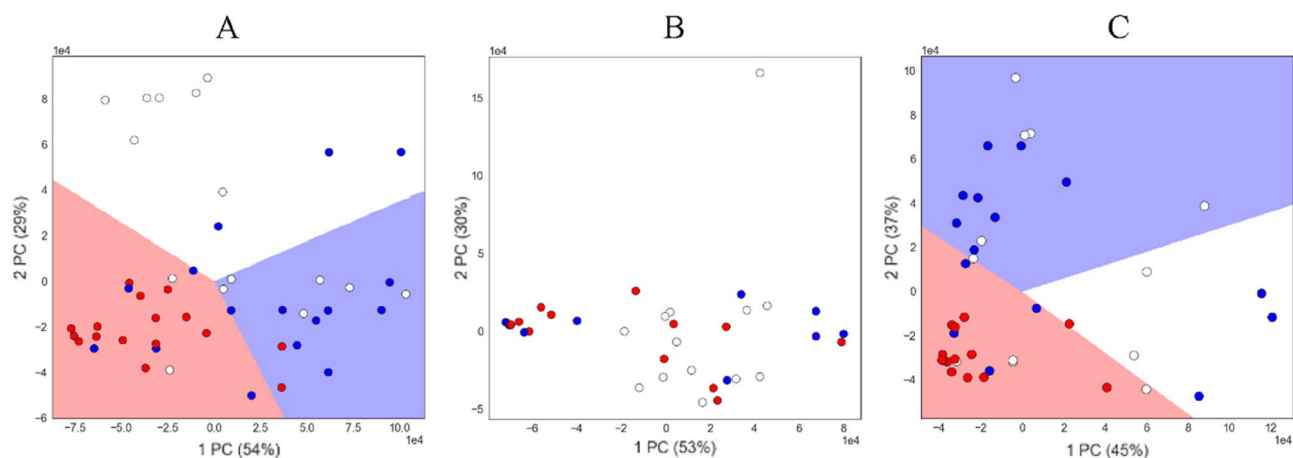 A
B
C
1e4
8
6
4
2
0
−2
−4
−6
2 PC (29%)
−7.5 −5.0 −2.5 0.0 2.5 5.0 7.5 10.0
1e4
1 PC (54%)
1e4
15
10
5
0
−5
2 PC (30%)
−6 −4 −2 0 2 4 6 8
1e4
1 PC (53%)
1e4
10
8
6
4
2
0
−2
−4
2 PC (37%)
−4 −2 0 2 4 6 8 10 12
1e4
1 PC (45%)